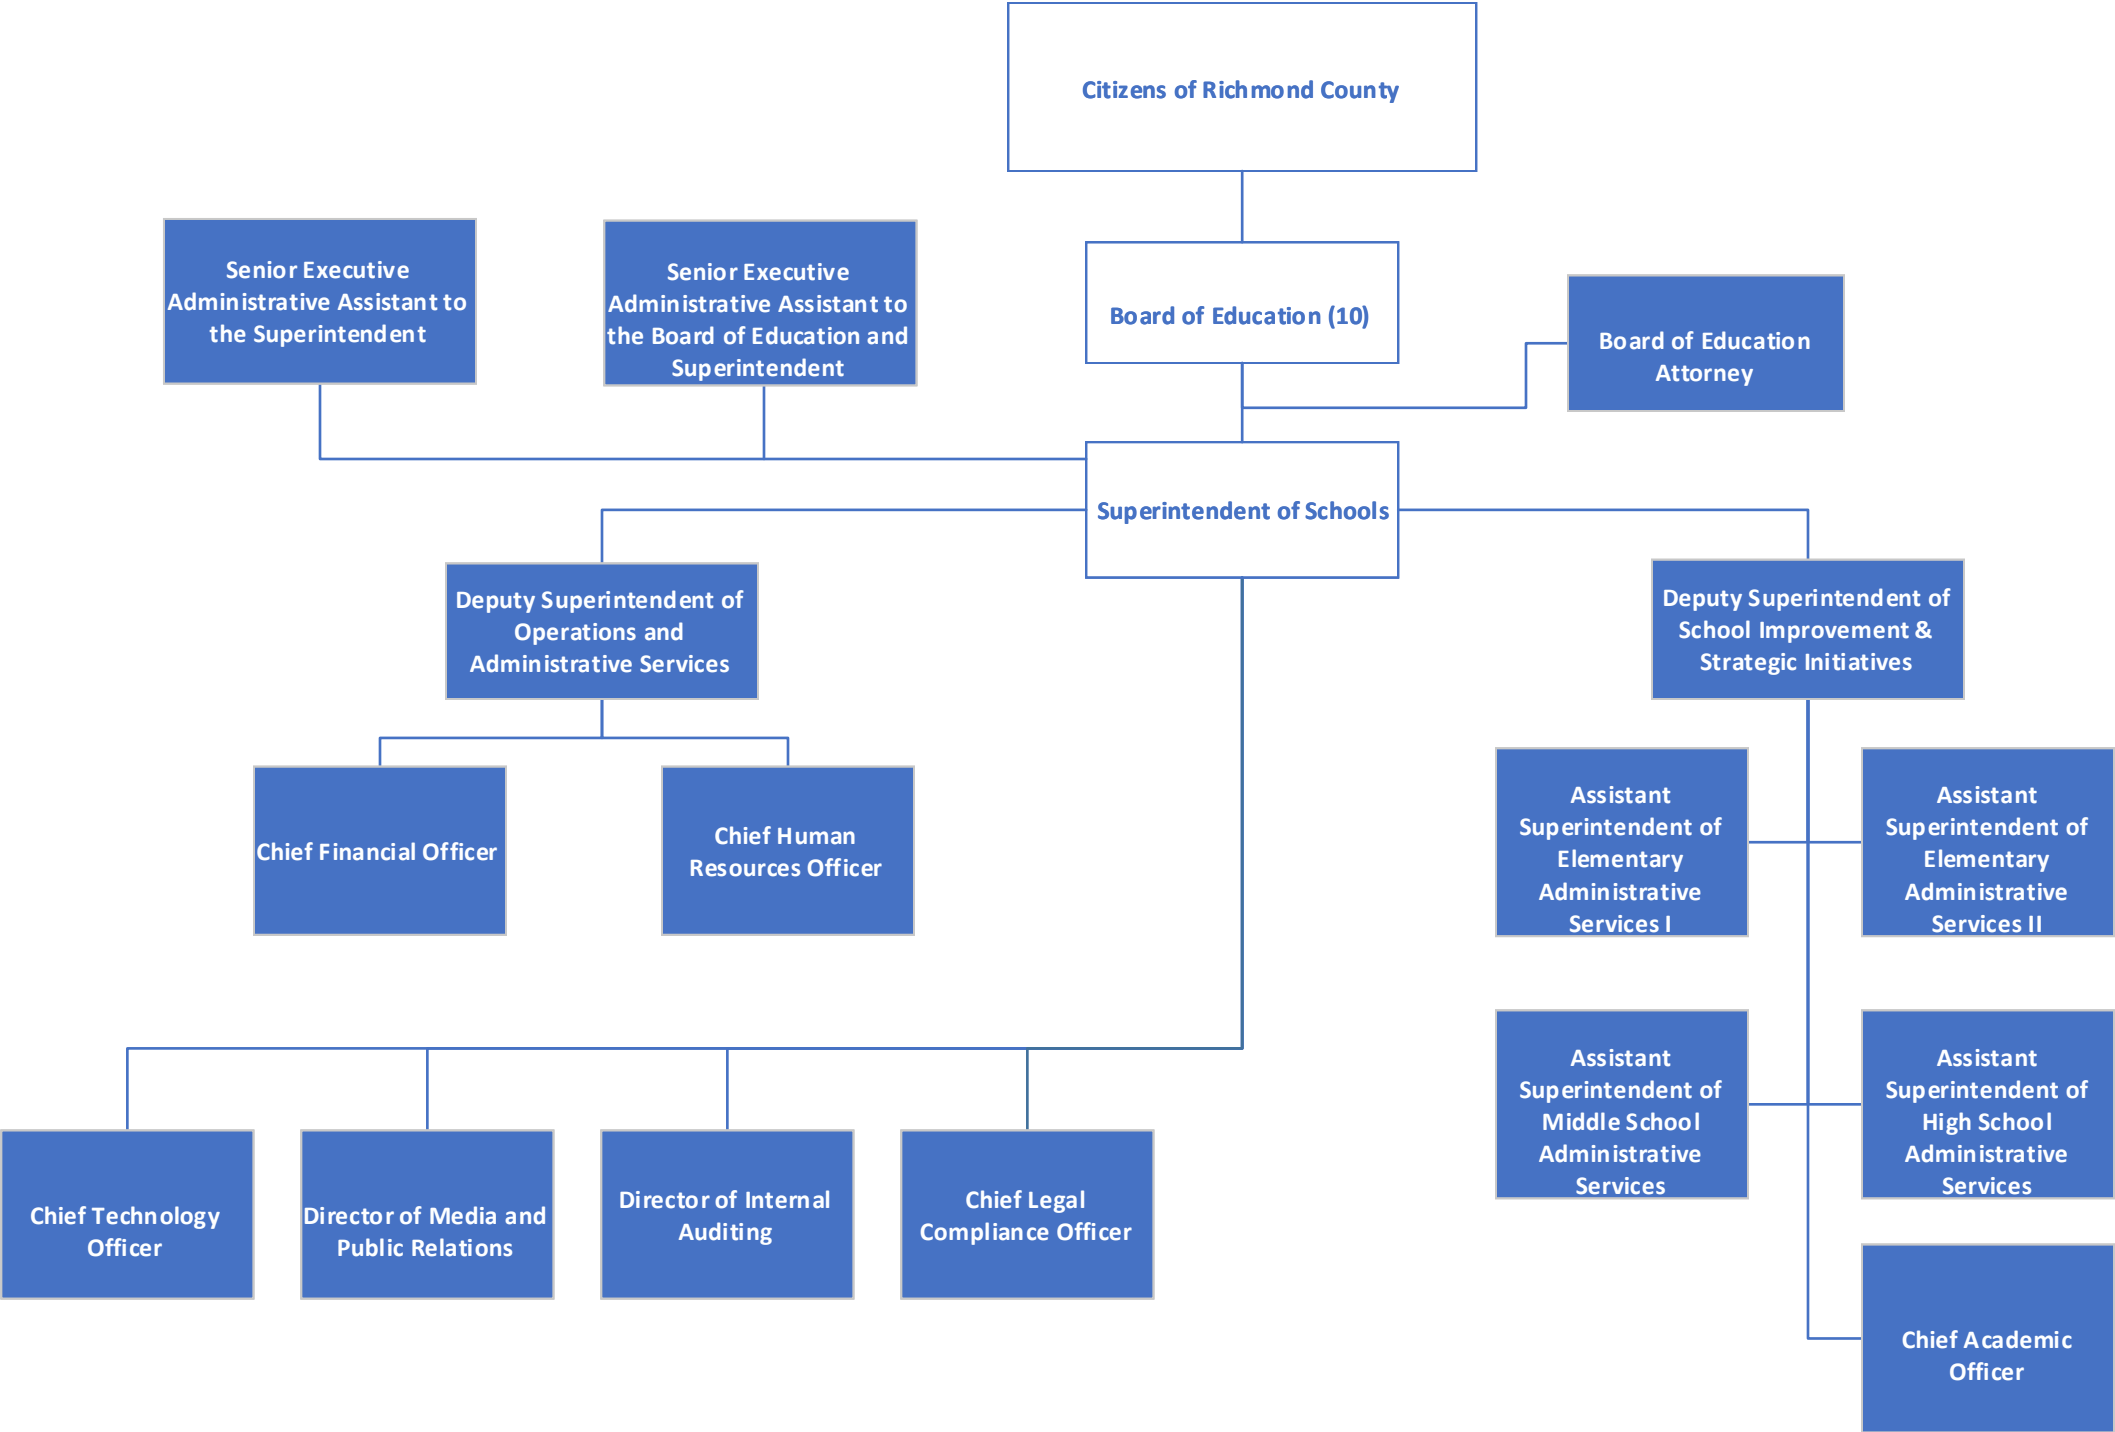 Citizens of Richmond County
Senior Executive
Administrative Assistant to
the Superintendent
Senior Executive
Administrative Assistant to
the Board of Education and
Superintendent
Board of Education (10)
Board of Education
Attorney
Superintendent of Schools
Deputy Superintendent of
Operations and
Administrative Services
Deputy Superintendent of
School Improvement &
Strategic Initiatives
Chief Financial Officer
Chief Human
Resources Officer
Assistant
Superintendent of
Elementary
Administrative
Services I
Assistant
Superintendent of
Elementary
Administrative
Services II
Assistant
Superintendent of
Middle School
Administrative
Services
Assistant
Superintendent of
High School
Administrative
Services
Chief Technology
Officer
Director of Media and
Public Relations
Director of Internal
Auditing
Chief Legal
Compliance Officer
Chief Academic
Officer